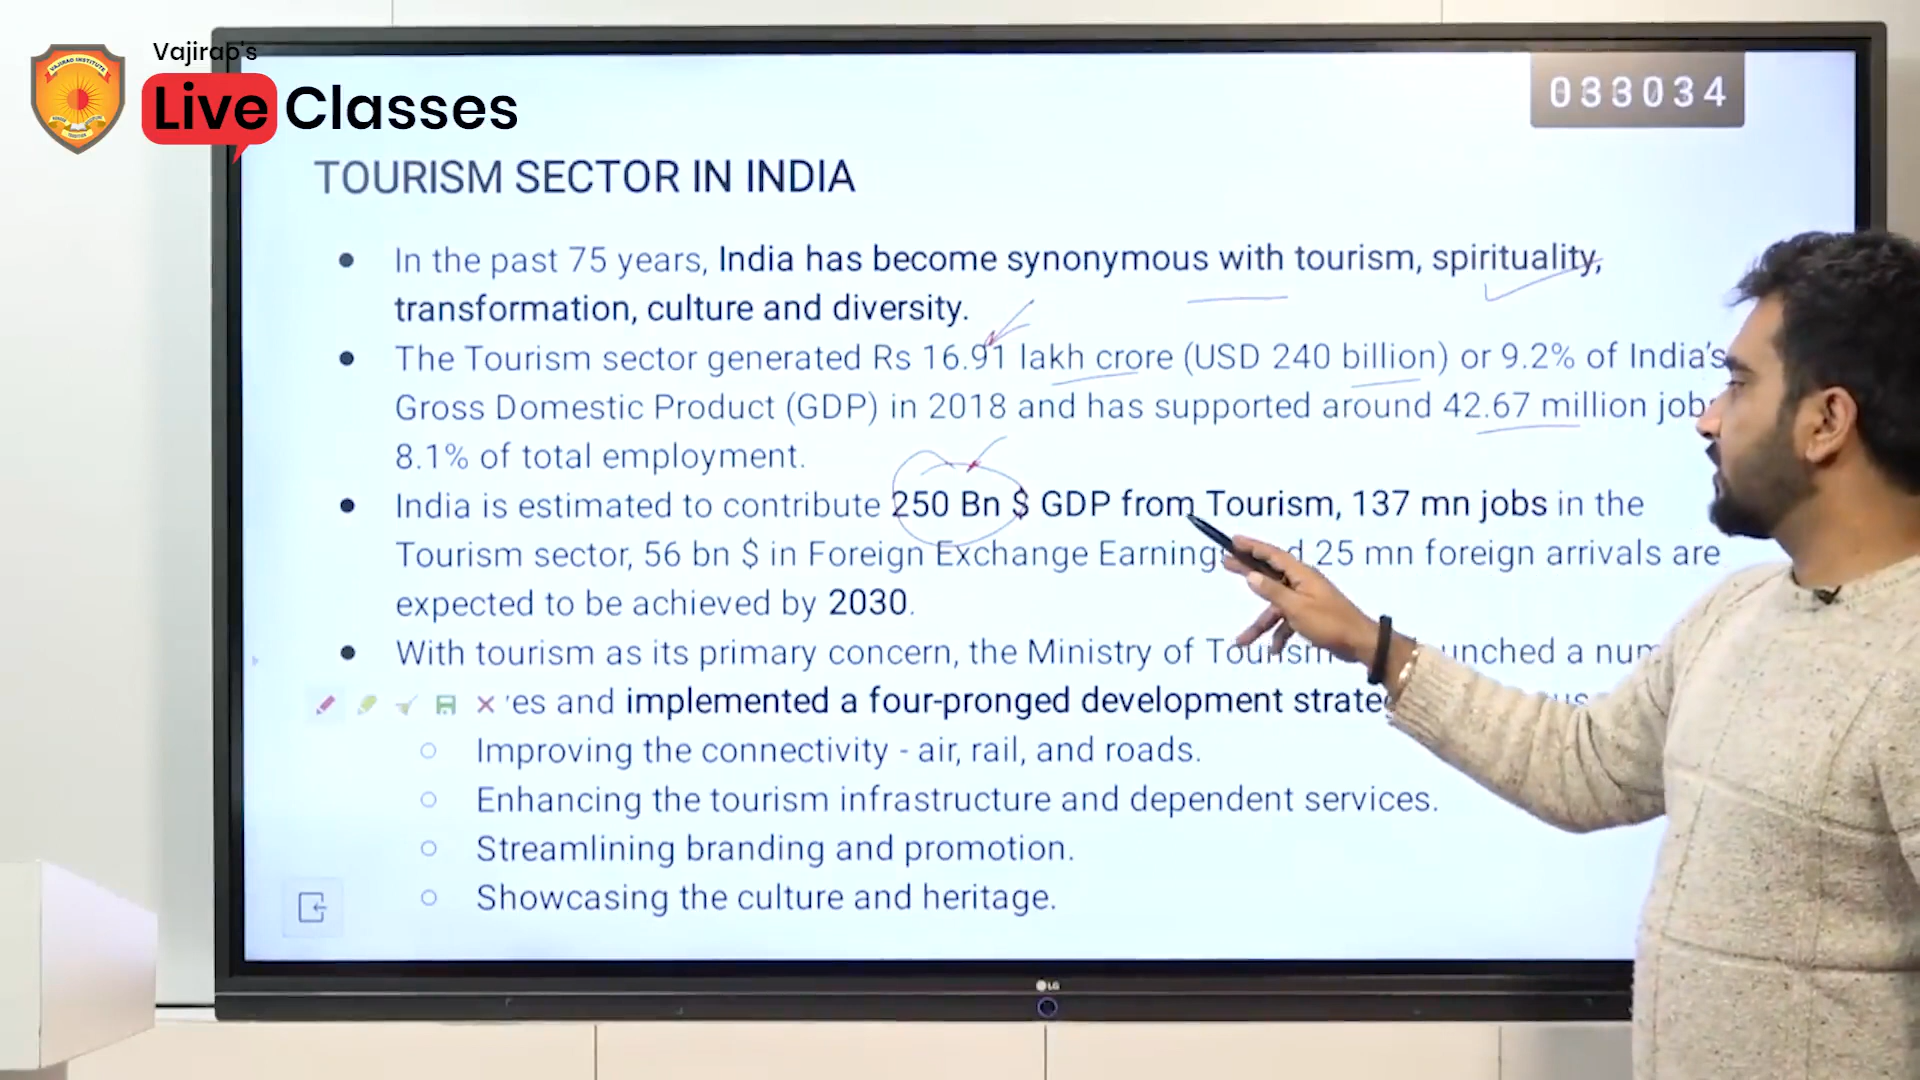 Vajirao's
Live Classes
VAJIRAO INSTITUTE
033034
TOURISM SECTOR IN INDIA
● In the past 75 years, India has become synonymous with tourism, spirituality,
transformation, culture and diversity.
● The Tourism sector generated Rs 16.91 lakh crore (USD 240 billion) or 9.2% of India's
Gross Domestic Product (GDP) in 2018 and has supported around 42.67 million
8.1% of total employment.
● India is estimated to contribute 250 Bn $ GDP from Tourism, 137 mn jobs in the
Tourism sector, 56 bn $ in Foreign Exchange 25 mn foreign arrivals are
expected to be achieved by 2030.
● With tourism as its primary concern, the Ministry of a
and implemented a four-pronged development
○ Improving the connectivity - air, rail, and roads.
○ Enhancing the tourism infrastructure and dependent services.
○ Streamlining branding and promotion.
○ Showcasing the culture and heritage.
LG